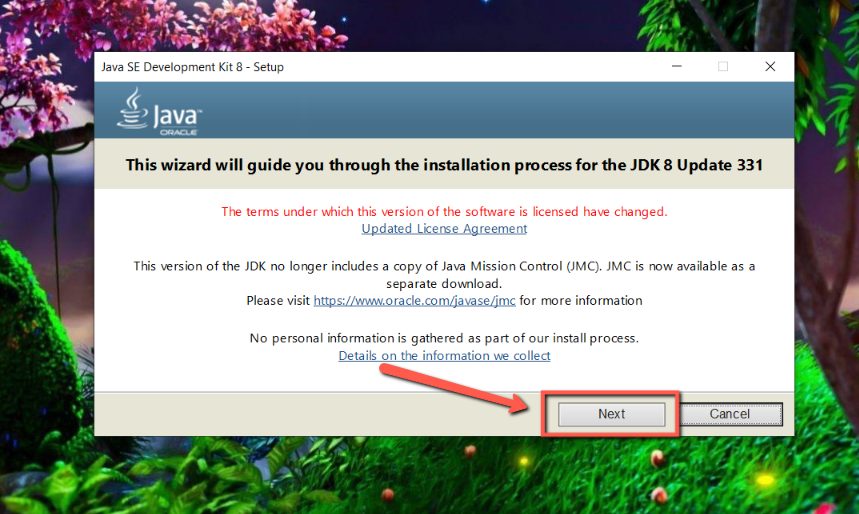 Java SE Development Kit 8 - Setup
Java™
ORACLE
This wizard will guide you through the installation process for the JDK 8 Update 331
The terms under which this version of the software is licensed have changed.
Updated License Agreement
This version of the JDK no longer includes a copy of Java Mission Control (JMC). JMC is now available as a
separate download.
Please visit https://www.oracle.com/javase/jmc for more information
No personal information is gathered as part of our install process.
Details on the information we collect
Next
Cancel